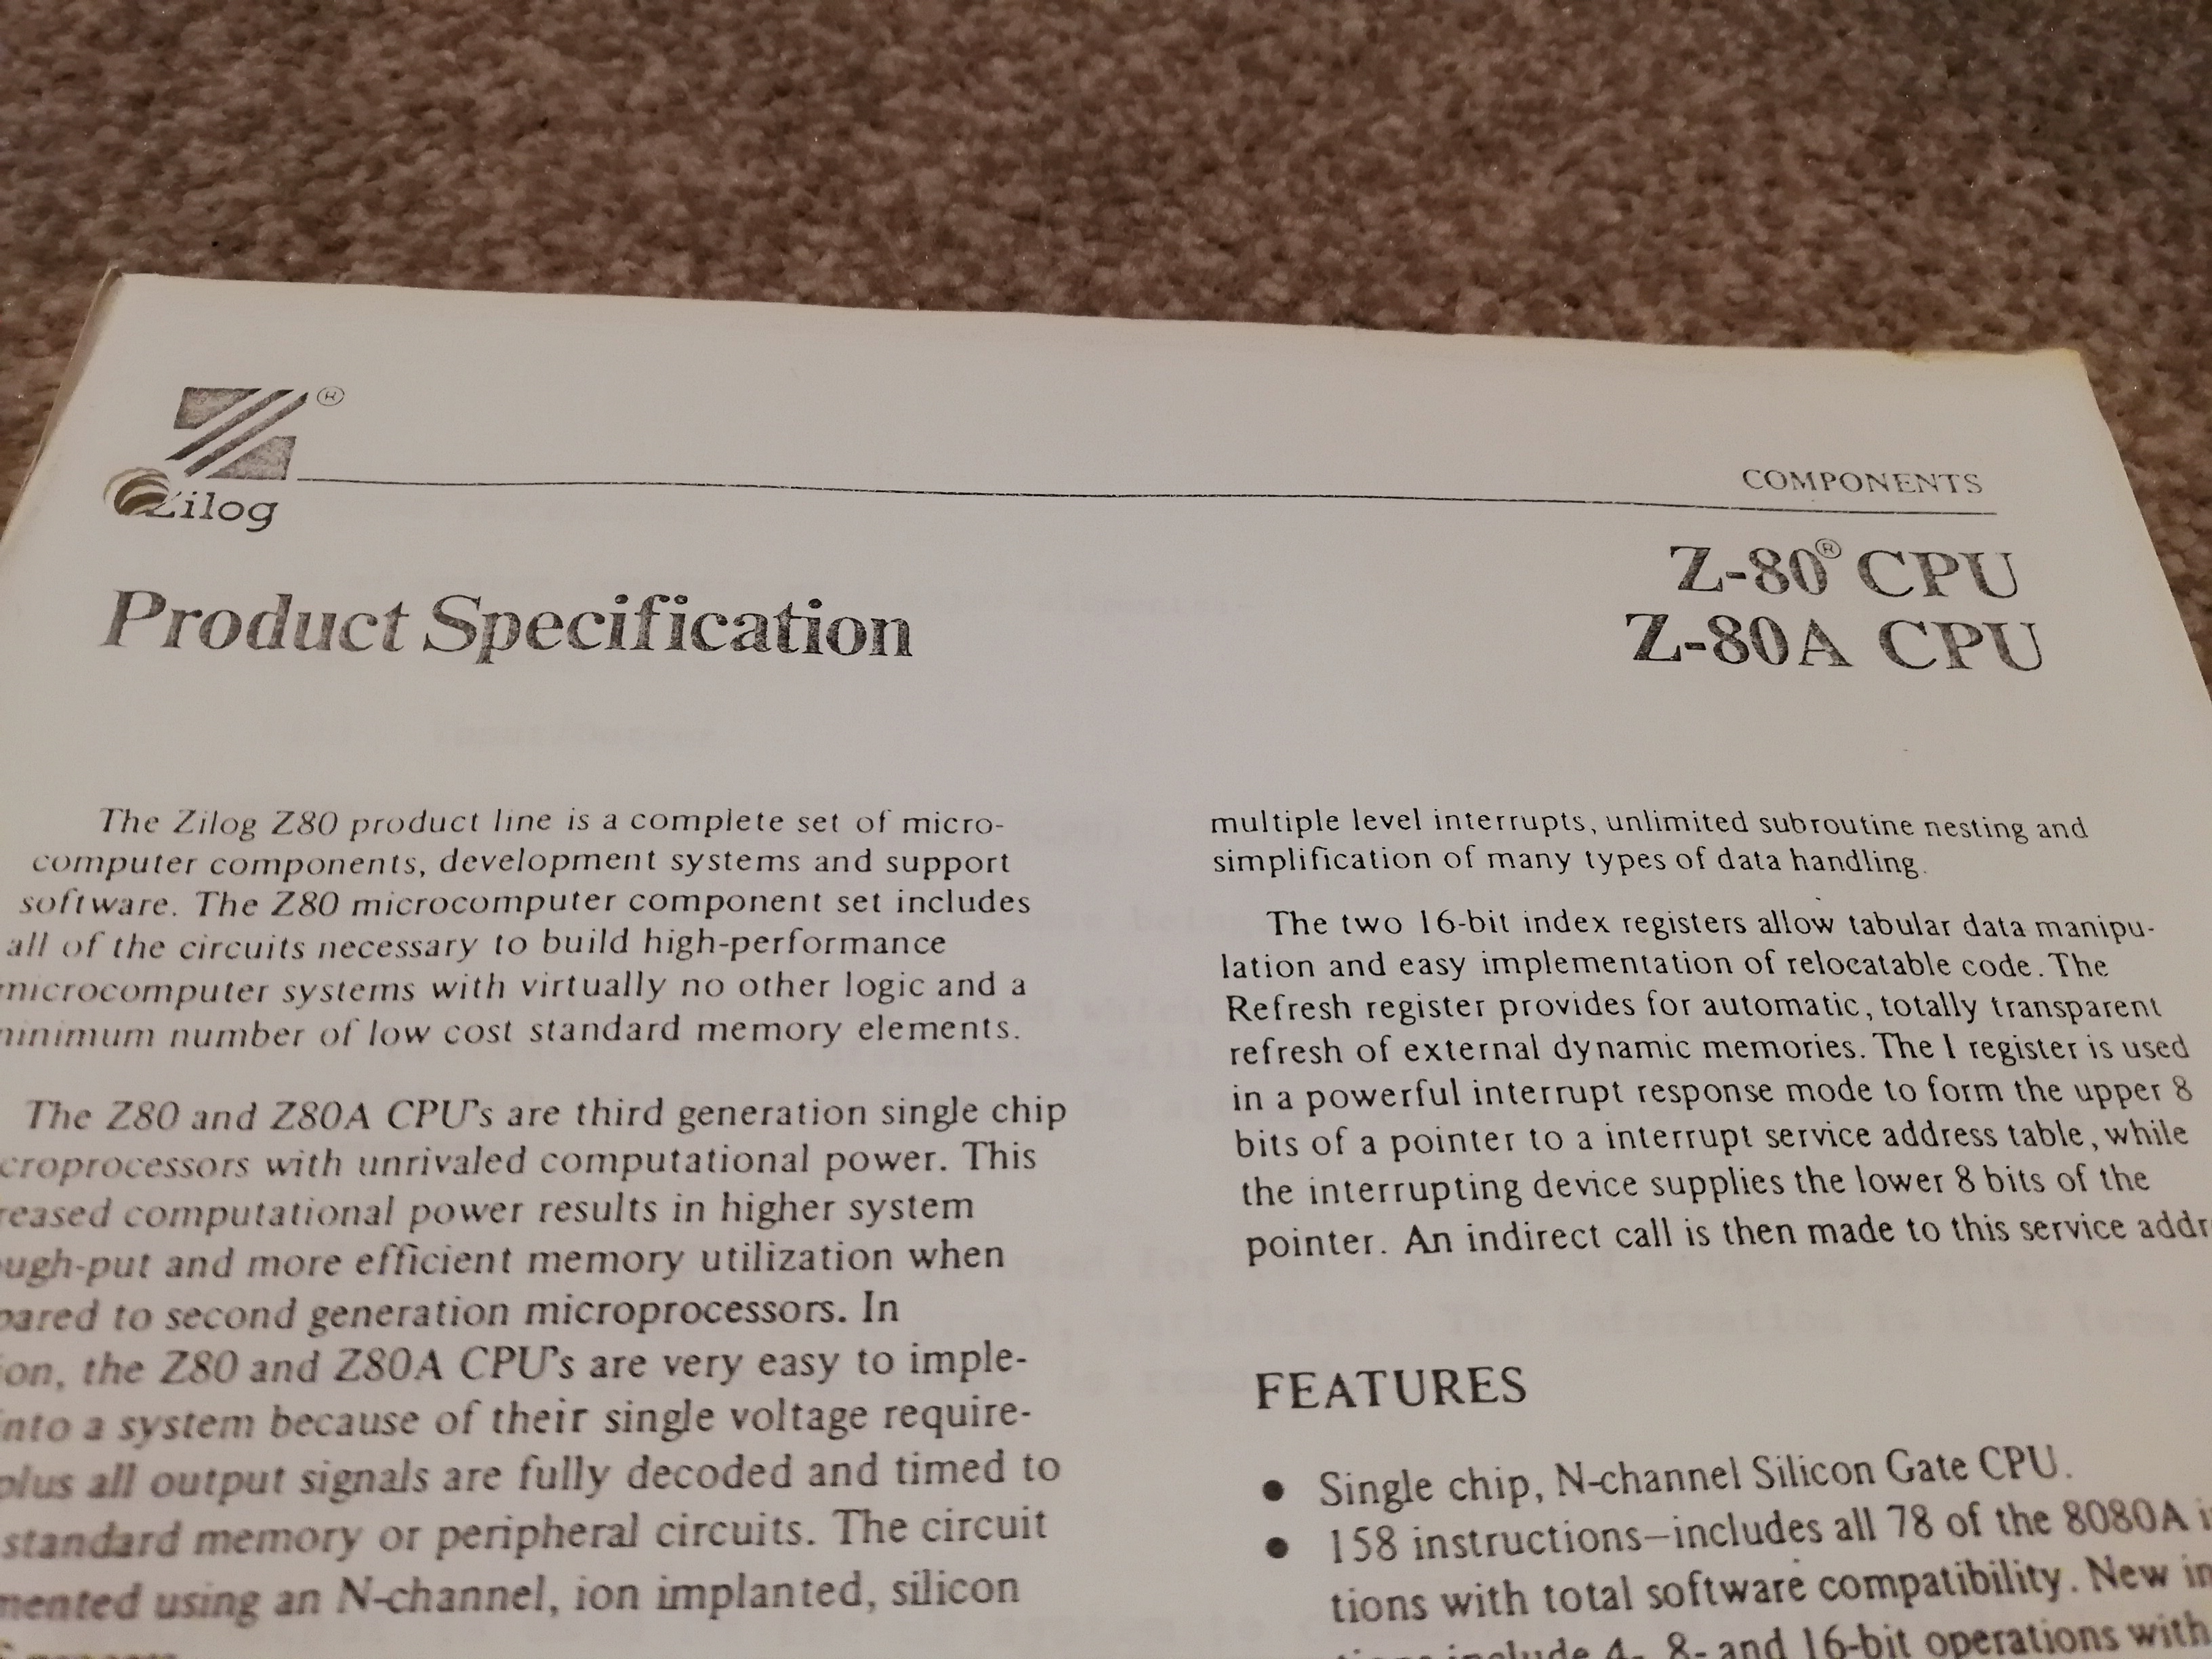 ®
Zilog
COMPONENTS
Product Specification
Z-80® CPU
Z-80A CPU
The Zilog Z80 product line is a complete set of micro-
computer components, development systems and support
software. The Z80 microcomputer component set includes
all of the circuits necessary to build high-performance
microcomputer systems with virtually no other logic and a
minimum number of low cost standard memory elements.
The Z80 and Z80A CPU's are third generation single chip
croprocessors with unrivaled computational power. This
reased computational power results in higher system
ugh-put and more efficient memory utilization when
pared to second generation microprocessors. In
ion, the Z80 and Z80A CPU's are very easy to imple-
into a system because of their single voltage require-
plus all output signals are fully decoded and timed to
standard memory or peripheral circuits. The circuit
mented using an N-channel, ion implanted, silicon
multiple level interrupts, unlimited subroutine nesting and
simplification of many types of data handling.
The two 16-bit index registers allow tabular data manipu-
lation and easy implementation of relocatable code. The
Refresh register provides for automatic, totally transparent
refresh of external dynamic memories. The I register is used
in a powerful interrupt response mode to form the upper 8
bits of a pointer to a interrupt service address table, while
the interrupting device supplies the lower 8 bits of the
pointer. An indirect call is then made to this service addr
FEATURES
• Single chip, N-channel Silicon Gate CPU.
• 158 instructions—includes all 78 of the 8080A i
tions with total software compatibility. New in
tions include 4-, 8- and 16-bit operations with